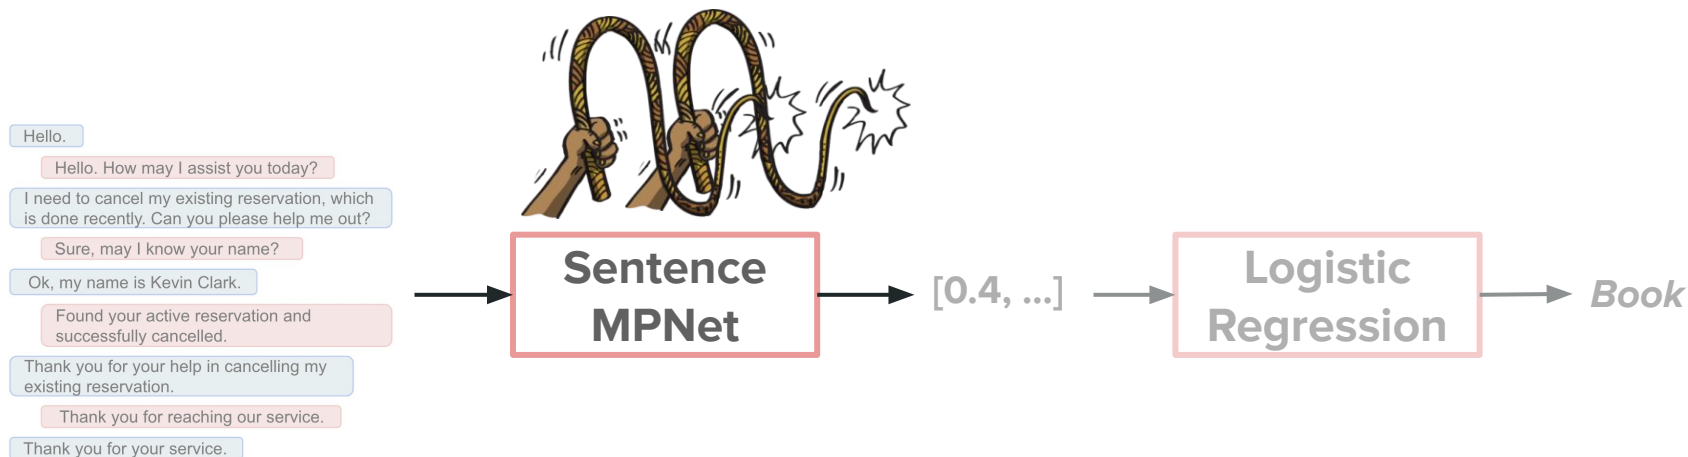 Hello.
Hello. How may I assist you today?
I need to cancel my existing reservation, which
is done recently. Can you please help me out?
Sure, may I know your name?
Ok, my name is Kevin Clark.
Found your active reservation and
successfully cancelled.
Thank you for your help in cancelling my
existing reservation.
Thank you for reaching our service.
Thank you for your service.
Sentence
MPNet
[0.4, ...]
Logistic
Regression
Book